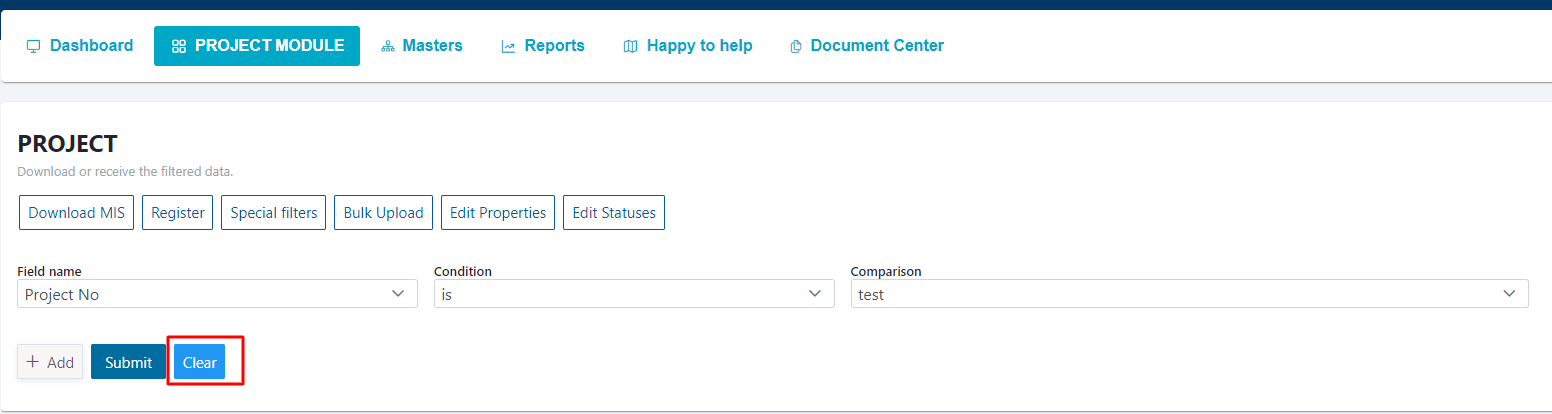 Dashboard PROJECT MODULE Masters Reports Happy to help Document Center
PROJECT
Download or receive the filtered data.
Download MIS Register Special filters Bulk Upload Edit Properties Edit Statuses
Field name Condition Comparison
Project No is test
+ Add Submit Clear